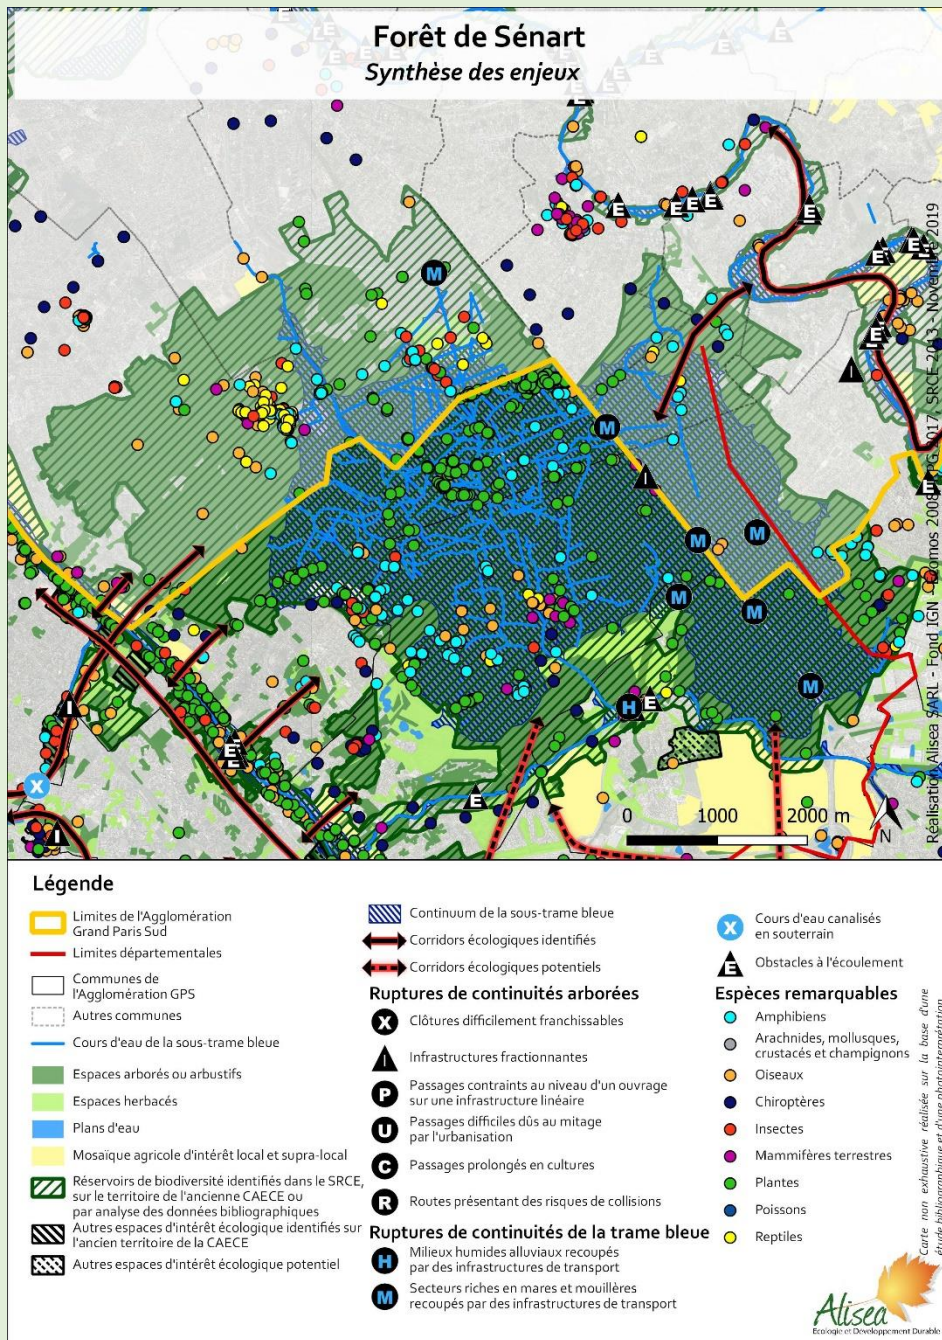 Forêt de Sénart
Synthèse des enjeux
E
E
E
E
E
E
E
E
E
E
E
M
I
M
I
M
M
M
M
M
H
E
I
E
E
E
X
I
E
0 1000 2000 m
N
Légende
Limites de l'Agglomération
Grand Paris Sud
Limites départementales
Communes de
l'Agglomération GPS
Autres communes
Cours d'eau de la sous-trame bleue
Espaces arborés ou arbustifs
Espaces herbacés
Plans d'eau
Mosaïque agricole d'intérêt local et supra-local
Réservoirs de biodiversité identifiés dans le SRCE,
sur le territoire de l'ancienne CAECE ou
par analyse des données bibliographiques
Autres espaces d'intérêt écologique identifiés sur
l'ancien territoire de la CAECE
Autres espaces d'intérêt écologique potentiel
Continuum de la sous-trame bleue
Corridors écologiques identifiés
Corridors écologiques potentiels
Ruptures de continuités arborées
X Clôtures difficilement franchissables
I Infrastructures fractionnantes
P Passages contraints au niveau d'un ouvrage
sur une infrastructure linéaire
U Passages difficiles dûs au mitage
par l'urbanisation
C Passages prolongés en cultures
R Routes présentant des risques de collisions
Ruptures de continuités de la trame bleue
H Milieux humides alluviaux recoupés
par des infrastructures de transport
M Secteurs riches en mares et mouillères
recoupés par des infrastructures de transport
X Cours d'eau canalisés
en souterrain
E Obstacles à l'écoulement
Espèces remarquables
Amphibiens
Arachnides, mollusques,
crustacés et champignons
Oiseaux
Chiroptères
Insectes
Mammifères terrestres
Plantes
Poissons
Reptiles
Réalisation Alisea SARL - Fond IGN - 2017, SRCE 2013 - Novembre 2019
Carte non exhaustive réalisée sur la base d'une
étude bibliographique et d'une photointerprétation
Alisea
Ecologie et Développement Durable